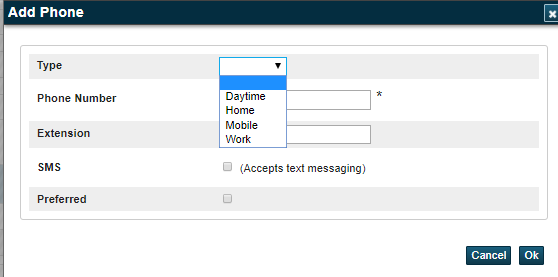 Add Phone
Type
Daytime
Phone Number *
Home
Mobile
Extension
Work
SMS (Accepts text messaging)
Preferred
Cancel Ok